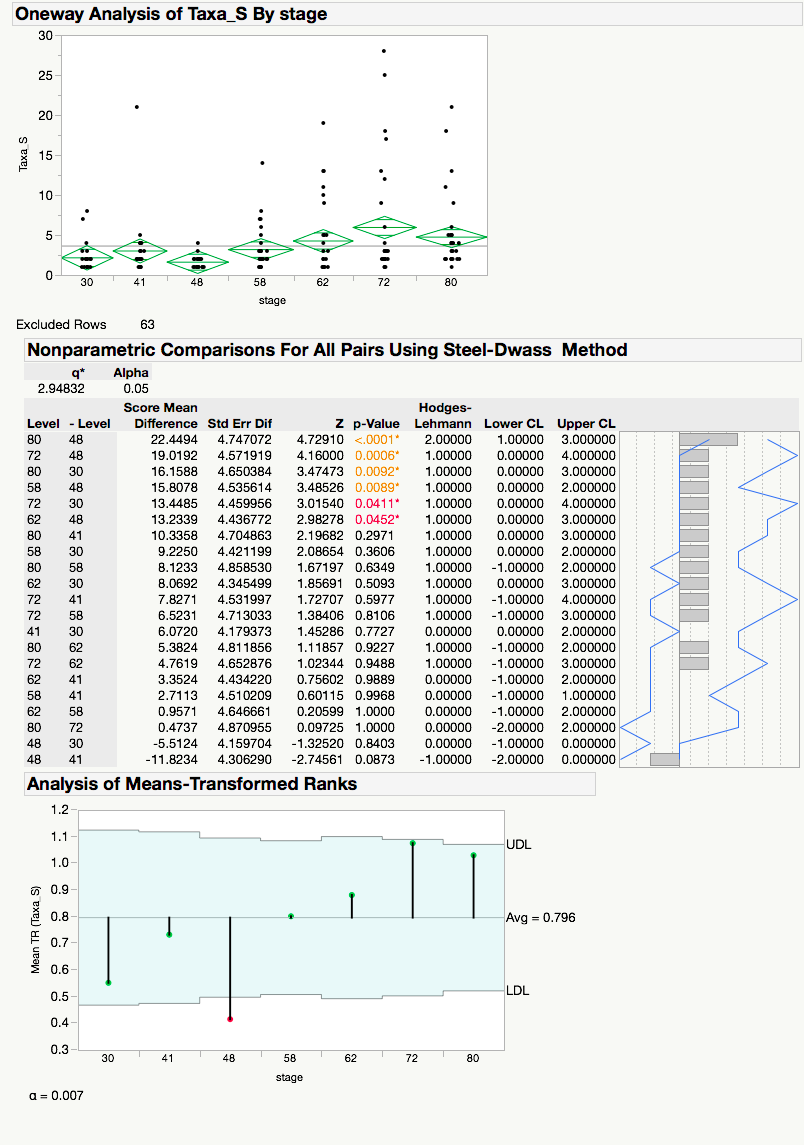 Oneway Analysis of Taxa_S By stage
30
25
20
15
10
5
0
Taxa_S
30 41 48 58 62 72 80
stage
Excluded Rows 63
Nonparametric Comparisons For All Pairs Using Steel-Dwass Method
q* Alpha
2.94832 0.05
Score Mean Hodges-
Level - Level Difference Std Err Dif Z p-Value Lehmann Lower CL Upper CL
80 48 22.4494 4.747072 4.72910 <.0001* 2.00000 1.00000 3.000000
72 48 19.0192 4.571919 4.16000 0.0006* 1.00000 0.00000 4.000000
80 30 16.1588 4.650384 3.47473 0.0092* 1.00000 0.00000 3.000000
58 48 15.8078 4.535614 3.48526 0.0089* 1.00000 0.00000 2.000000
72 30 13.4485 4.459956 3.01540 0.0411* 1.00000 0.00000 4.000000
62 48 13.2339 4.436772 2.98278 0.0452* 1.00000 0.00000 3.000000
80 41 10.3358 4.704863 2.19682 0.2971 1.00000 0.00000 3.000000
58 30 9.2250 4.421199 2.08654 0.3606 1.00000 0.00000 2.000000
80 58 8.1233 4.858530 1.67197 0.6349 1.00000 -1.00000 2.000000
62 30 8.0692 4.345499 1.85691 0.5093 1.00000 0.00000 3.000000
72 41 7.8271 4.531997 1.72707 0.5977 1.00000 -1.00000 4.000000
72 58 6.5231 4.713033 1.38406 0.8106 1.00000 -1.00000 3.000000
41 30 6.0720 4.179373 1.45286 0.7727 0.00000 0.00000 2.000000
80 62 5.3824 4.811856 1.11857 0.9227 1.00000 -1.00000 2.000000
72 62 4.7619 4.652876 1.02344 0.9488 1.00000 -1.00000 3.000000
62 41 3.3524 4.434220 0.75602 0.9889 0.00000 -1.00000 2.000000
58 41 2.7113 4.510209 0.60115 0.9968 0.00000 -1.00000 1.000000
62 58 0.9571 4.646661 0.20599 1.0000 0.00000 -1.00000 2.000000
80 72 0.4737 4.870955 0.09725 1.0000 0.00000 -2.00000 2.000000
48 30 -5.5124 4.159704 -1.32520 0.8403 0.00000 -1.00000 0.000000
48 41 -11.8234 4.306290 -2.74561 0.0873 -1.00000 -2.00000 0.000000
Analysis of Means-Transformed Ranks
1.2
1.1
1.0
0.9
0.8
0.7
0.6
0.5
0.4
0.3
Mean TR (Taxa_S)
UDL
Avg = 0.796
LDL
30 41 48 58 62 72 80
stage
α = 0.007